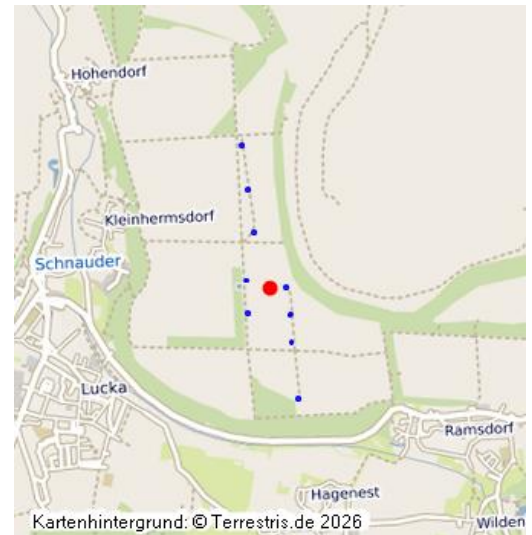 Hohendorf
Kleinhermsdorf
Schnauder
Lucka
Ramsdorf
Hagenest
Wilden
Kartenhintergrund: © Terrestris.de 2026